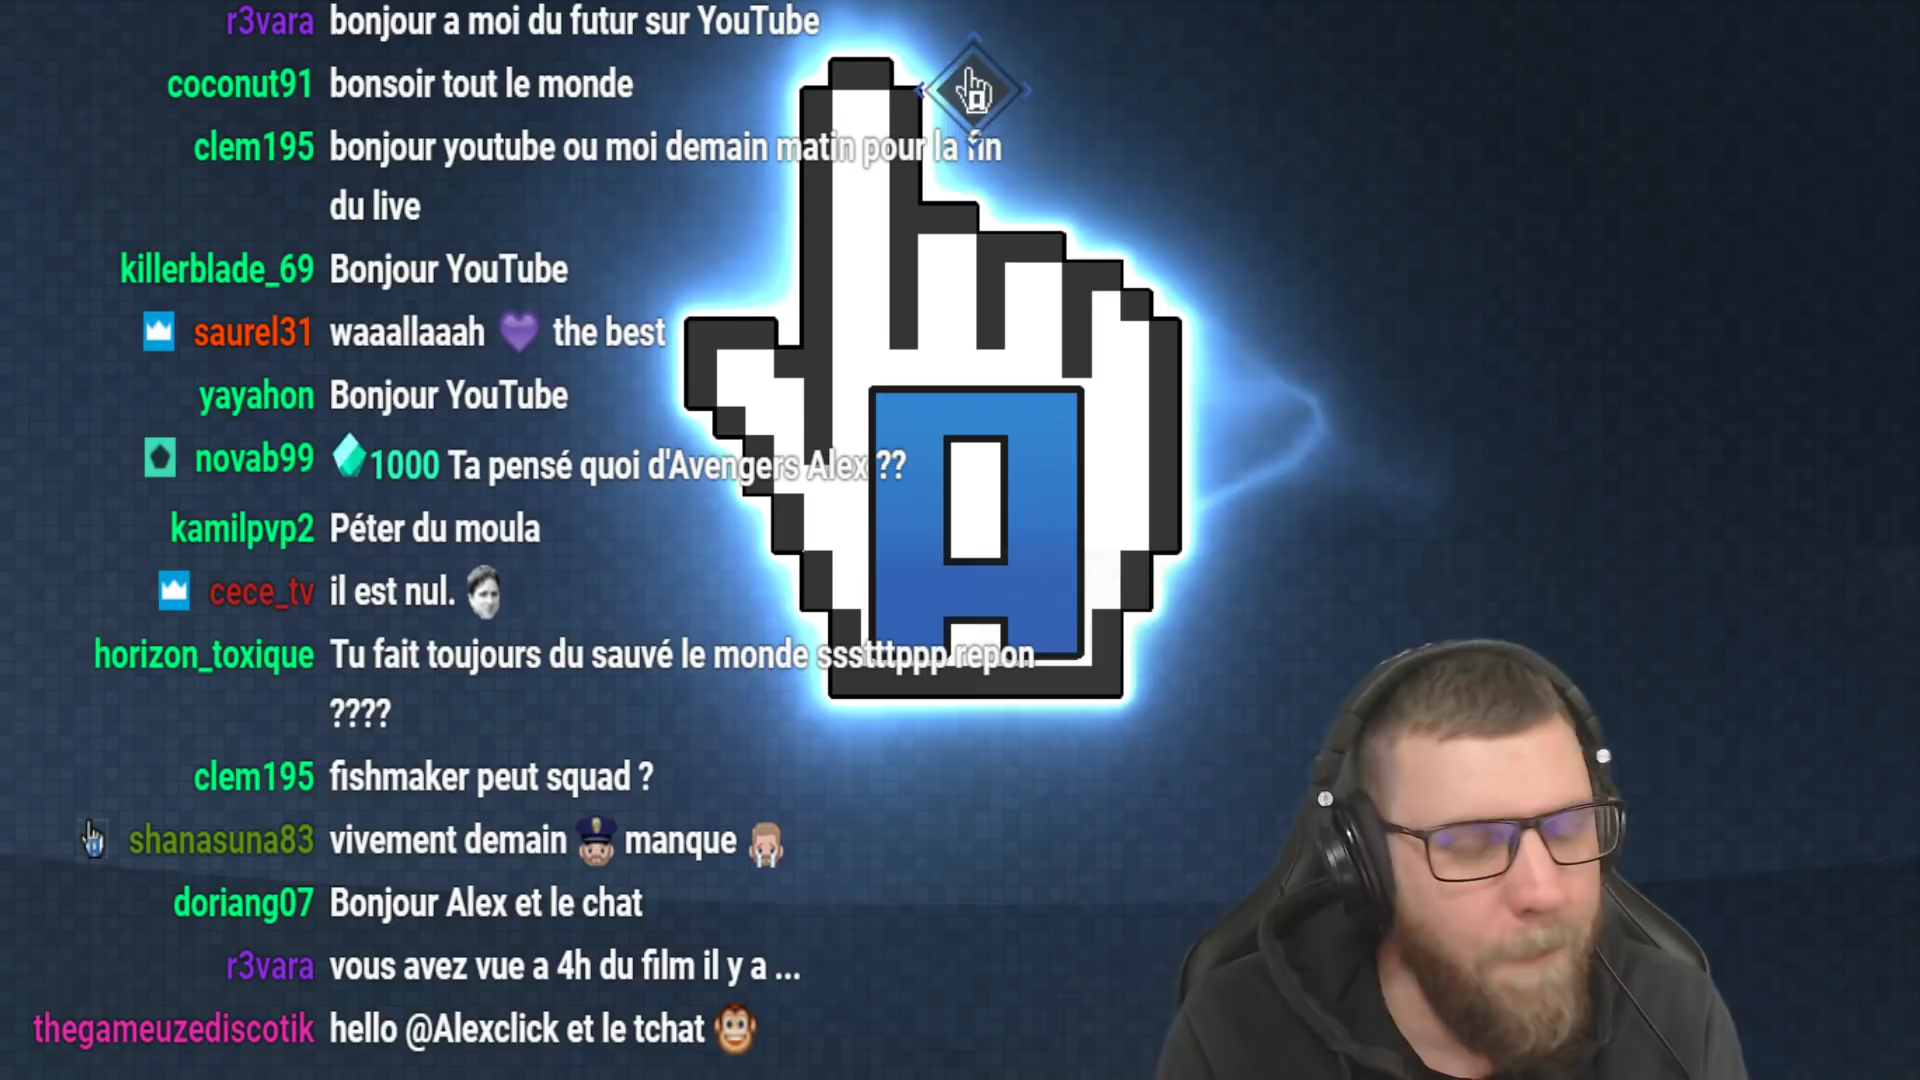 r3vara bonjour a moi du futur sur YouTube
coconut91 bonsoir tout le monde
clem195 bonjour youtube ou moi demain matin pour la fin
du live
killerblade_69 Bonjour YouTube
saurel31 waaallaaah 💜 the best
yayahon Bonjour YouTube
novab99 1000 Ta pensé quoi d'Avengers Alex ??
kamilpvp2 Péter du moula
cece_tv il est nul.
horizon_toxique Tu fait toujours du sauvé le monde ssstttppp repon
????
clem195 fishmaker peut squad ?
shanasuna83 vivement demain manque
doriang07 Bonjour Alex et le chat
r3vara vous avez vue a 4h du film il y a ...
thegameuzediscotik hello @Alexclick et le tchat
A